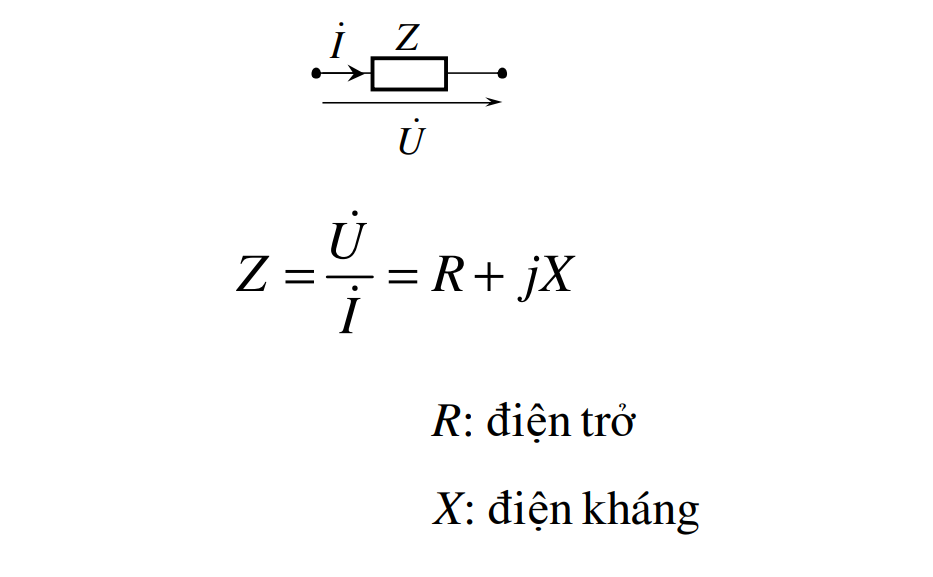 İ Z
U̇
Z = U̇ / İ = R + jX
R: điện trở
X: điện kháng